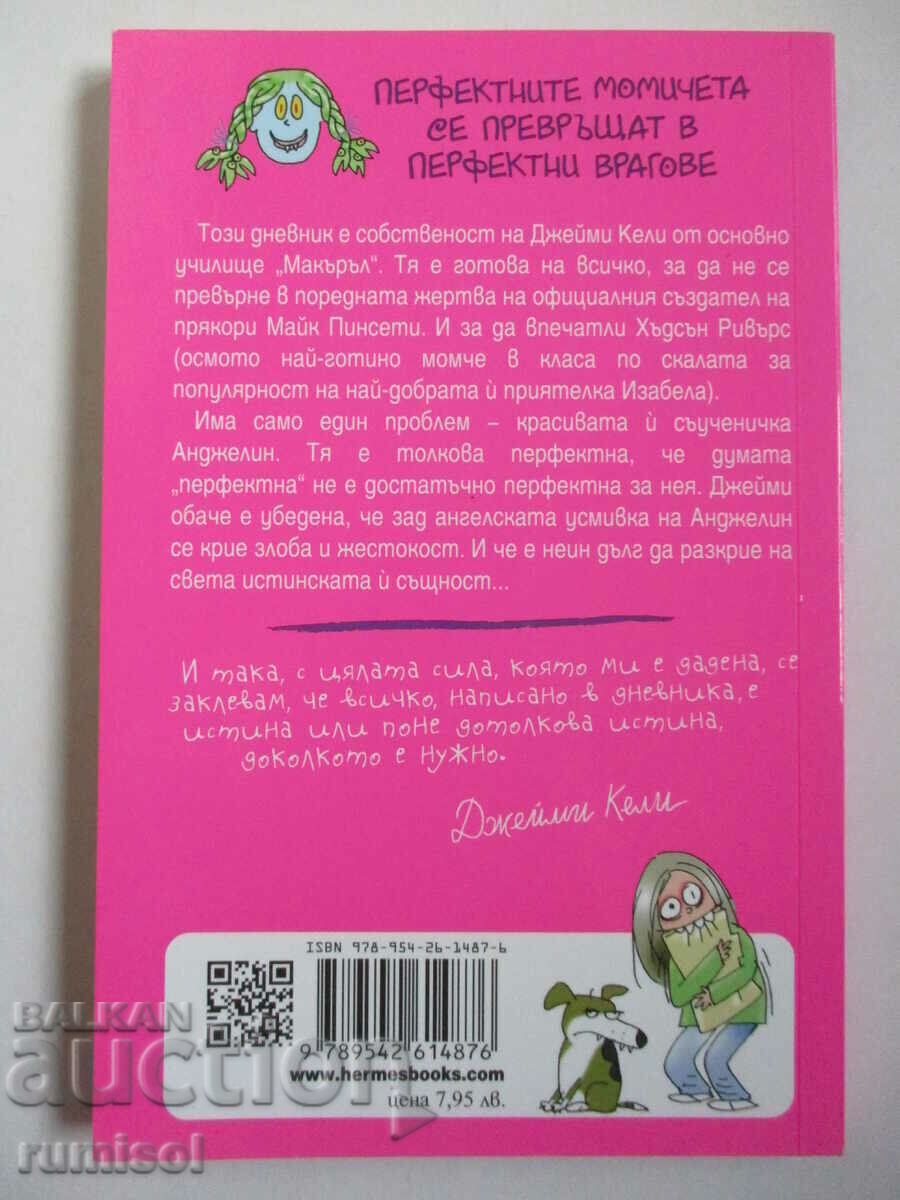 ПЕРФЕКТНИТЕ МОМИЧЕТА
СЕ ПРЕВРЪЩАТ В
ПЕРФЕКТНИ ВРАГОВЕ
Този дневник е собственост на Джейми Кели от основно
училище „Макъръл“. Тя е готова на всичко, за да не се
превърне в поредната жертва на официалния създател на
прякори Майк Пинсети. И за да впечатли Хъдсън Ривърс
(осмото най-готино момче в класа по скалата за
популярност на най-добрата ѝ приятелка Изабела).
Има само един проблем – красивата ѝ съученичка
Анджелин. Тя е толкова перфектна, че думата
„перфектна“ не е достатъчно перфектна за нея. Джейми
обаче е убедена, че зад ангелската усмивка на Анджелин
се крие злоба и жестокост. И че е неин дълг да разкрие на
света истинската ѝ същност...
И така, с цялата сила, която ми е дадена, се
заклевам, че всичко, написано в дневника, е
истина или поне дотолкова истина,
доколкото е нужно.
Джейми Кели
ISBN 978-954-26-1487-6
9 789542 614876
www.hermesbooks.com
цена 7,95 лв.
BALKAN
auction
rumisol